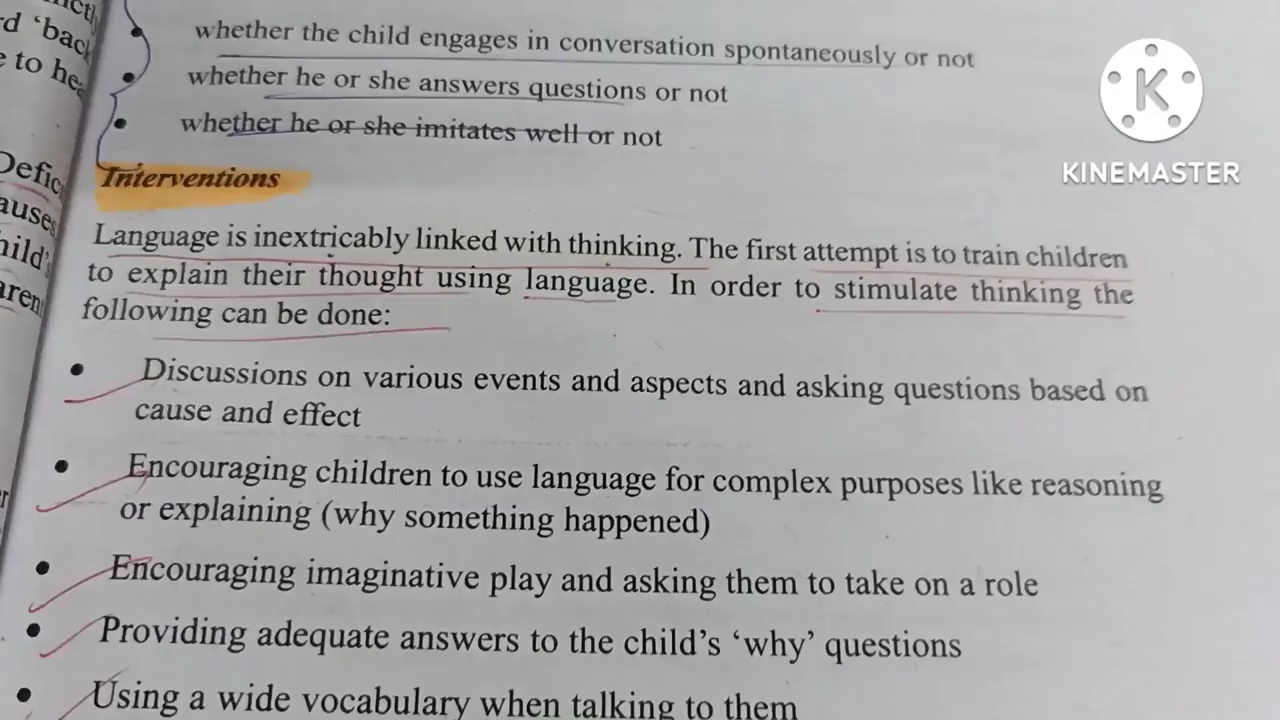 whether the child engages in conversation spontaneously or not
whether he or she answers questions or not
whether he or she imitates well or not
Interventions
Language is inextricably linked with thinking. The first attempt is to train children
to explain their thought using language. In order to stimulate thinking the
following can be done:
• Discussions on various events and aspects and asking questions based on
cause and effect
• Encouraging children to use language for complex purposes like reasoning
or explaining (why something happened)
• Encouraging imaginative play and asking them to take on a role
• Providing adequate answers to the child's 'why' questions
• Using a wide vocabulary when talking to them
K
KINEMASTER